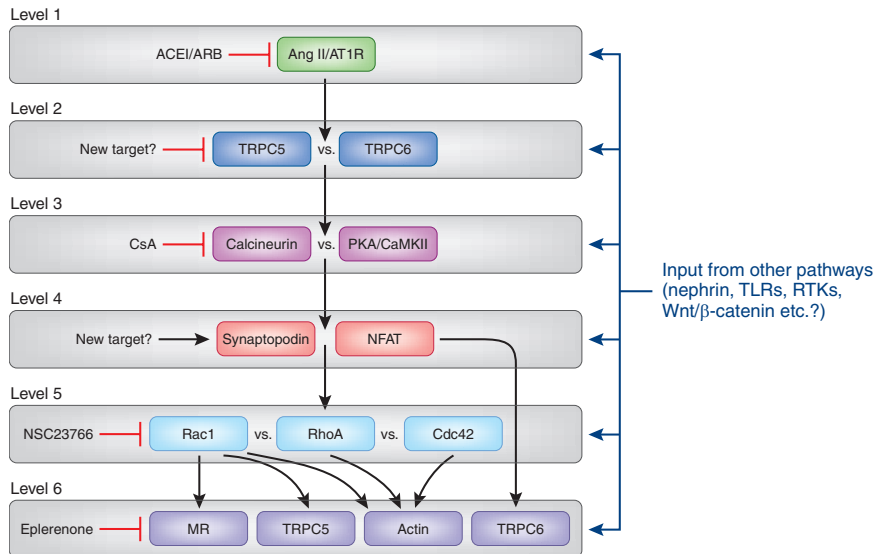 Level 1
ACEI/ARB
Ang II/AT1R
Level 2
New target?
TRPC5
vs.
TRPC6
Level 3
CsA
Calcineurin
vs.
PKA/CaMKII
Input from other pathways
(nephrin, TLRs, RTKs,
Wnt/β-catenin etc.?)
Level 4
New target?
Synaptopodin
NFAT
Level 5
NSC23766
Rac1
vs.
RhoA
vs.
Cdc42
Level 6
Eplerenone
MR
TRPC5
Actin
TRPC6